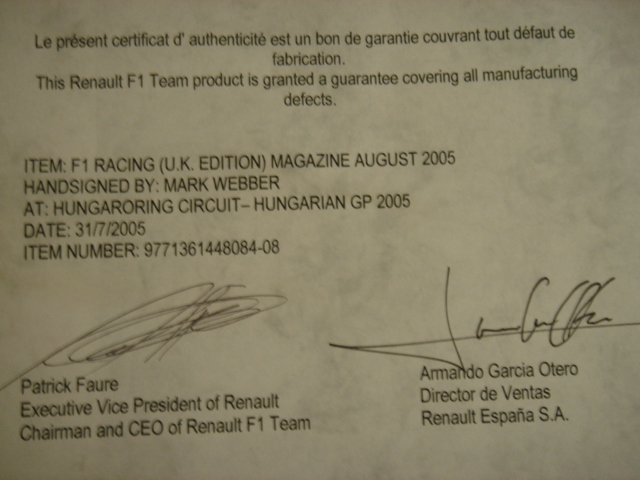 Le présent certificat d' authenticité est un bon de garantie couvrant tout défaut de
fabrication.
This Renault F1 Team product is granted a guarantee covering all manufacturing
defects.
ITEM: F1 RACING (U.K. EDITION) MAGAZINE AUGUST 2005
HANDSIGNED BY: MARK WEBBER
AT: HUNGARORING CIRCUIT– HUNGARIAN GP 2005
DATE: 31/7/2005
ITEM NUMBER: 9771361448084-08
Patrick Faure
Executive Vice President of Renault
Chairman and CEO of Renault F1 Team
Armando Garcia Otero
Director de Ventas
Renault España S.A.